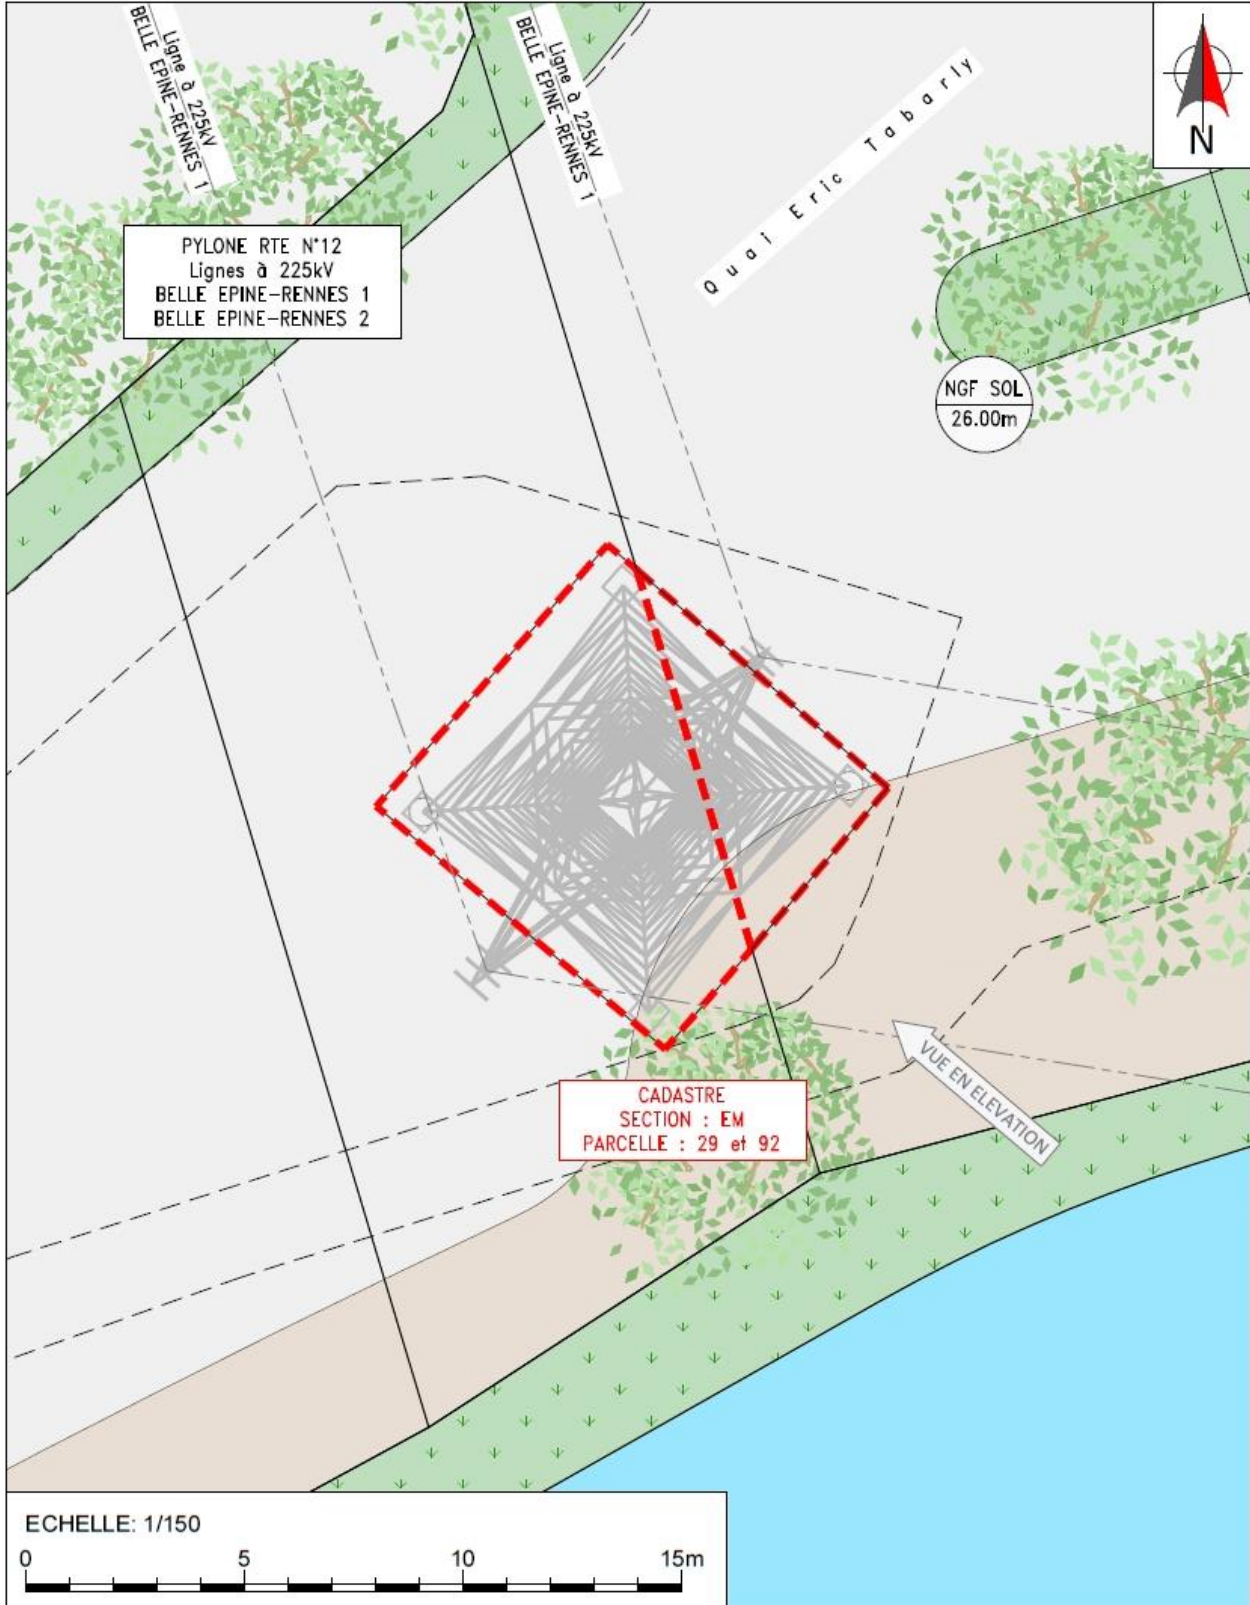 Ligne à 225kV
BELLE EPINE-RENNES 1
Ligne à 225kV
BELLE EPINE-RENNES 1
Quai Eric Tabarly
N
PYLONE RTE N°12
Lignes à 225kV
BELLE EPINE-RENNES 1
BELLE EPINE-RENNES 2
NGF SOL
26.00m
VUE EN ELEVATION
CADASTRE
SECTION : EM
PARCELLE : 29 et 92
ECHELLE: 1/150
0 5 10 15m